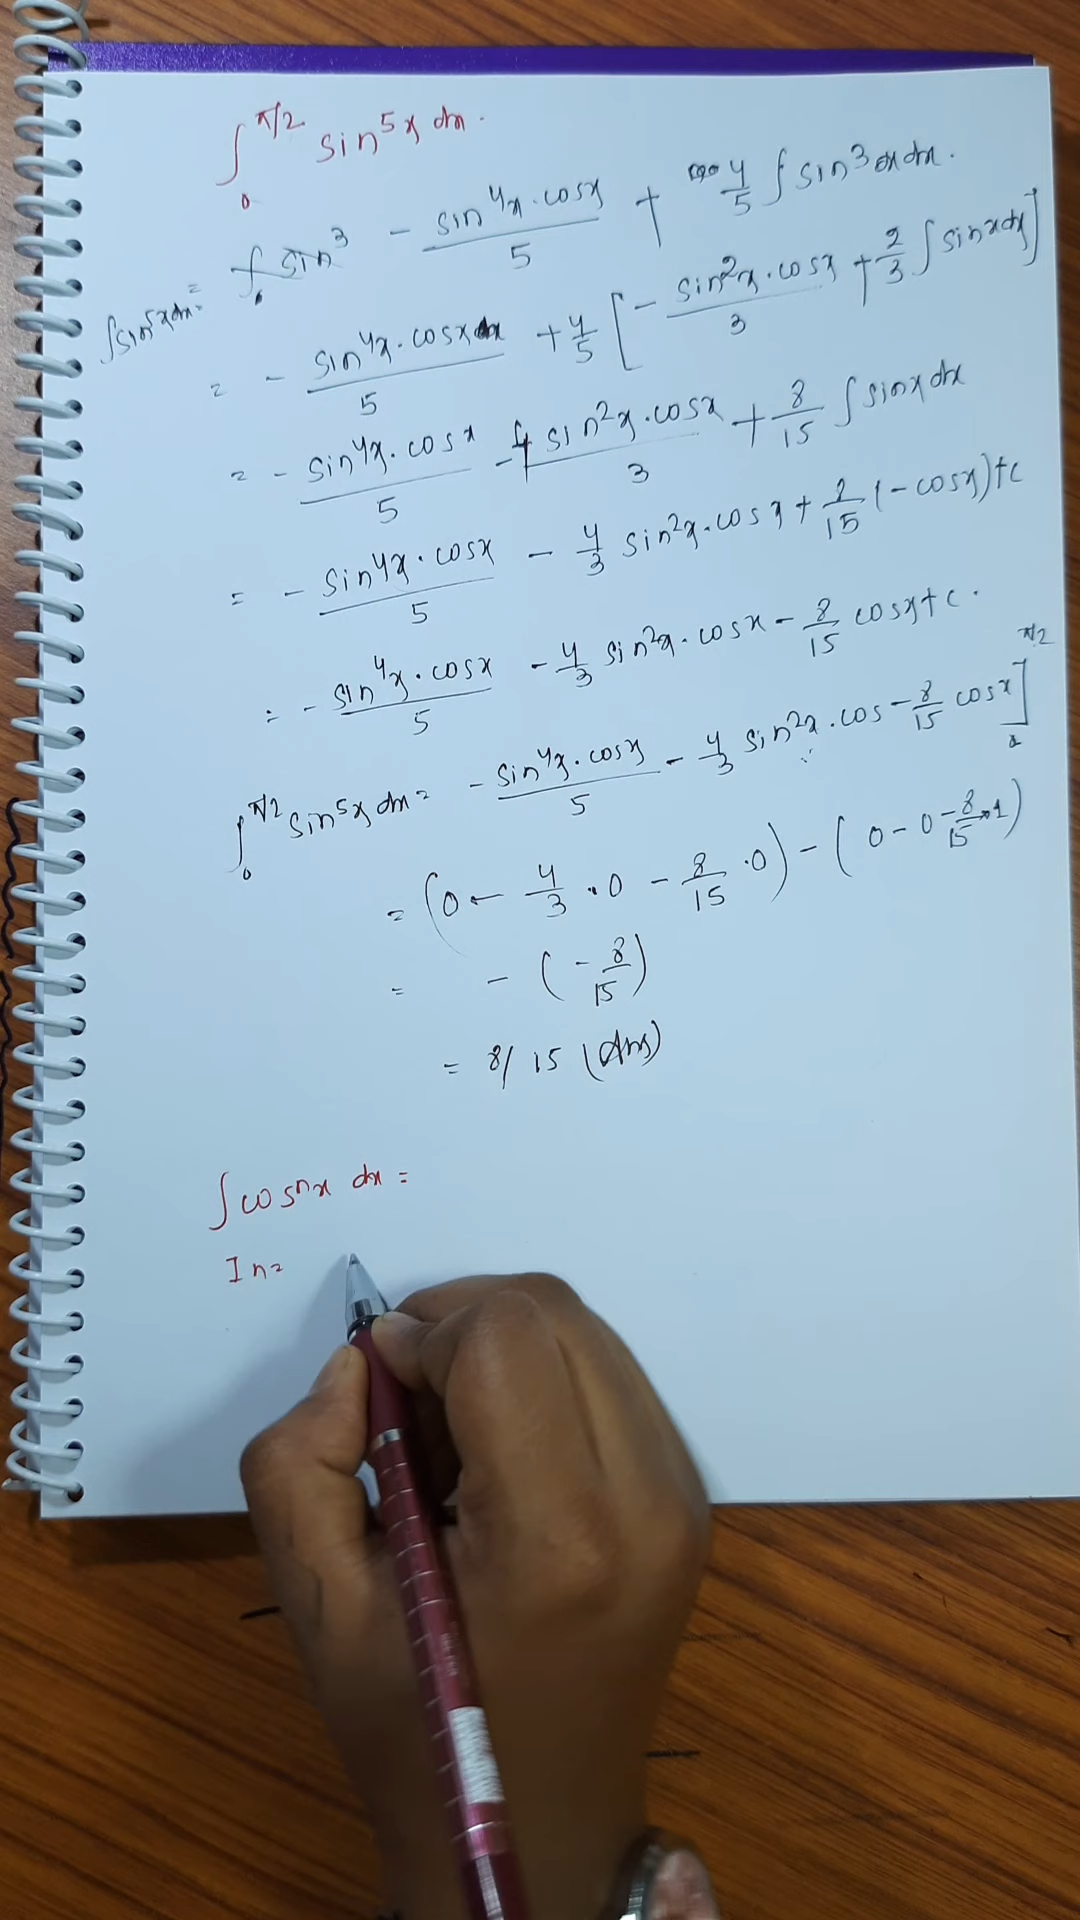 ∫₀^π/2 sin⁵x dx.
∫sin⁵x dx = ∫₀ sin³ - sin⁴x·cosx/5 + 4/5 ∫sin³x dx.
= - sin⁴x·cosx/5 + 4/5 [- sin²x·cosx/3 + 2/3 ∫sinx dx]
= - sin⁴x·cosx/5 - 4 sin²x·cosx/3 + 8/15 ∫sinx dx
= - sin⁴x·cosx/5 - 4/3 sin²x·cosx + 8/15 (-cosx)+c
= - sin⁴x·cosx/5 - 4/3 sin²x·cosx - 8/15 cosx+c.
∫₀^π/2 sin⁵x dx = - sin⁴x·cosx/5 - 4/3 sin²x·cos - 8/15 cosx]₀^π/2
= (0 - 4/3 ·0 - 8/15 ·0) - (0 - 0 - 8/15 ·1)
= - (- 8/15)
= 8/15 (Ans)
∫cosⁿx dx =
In=